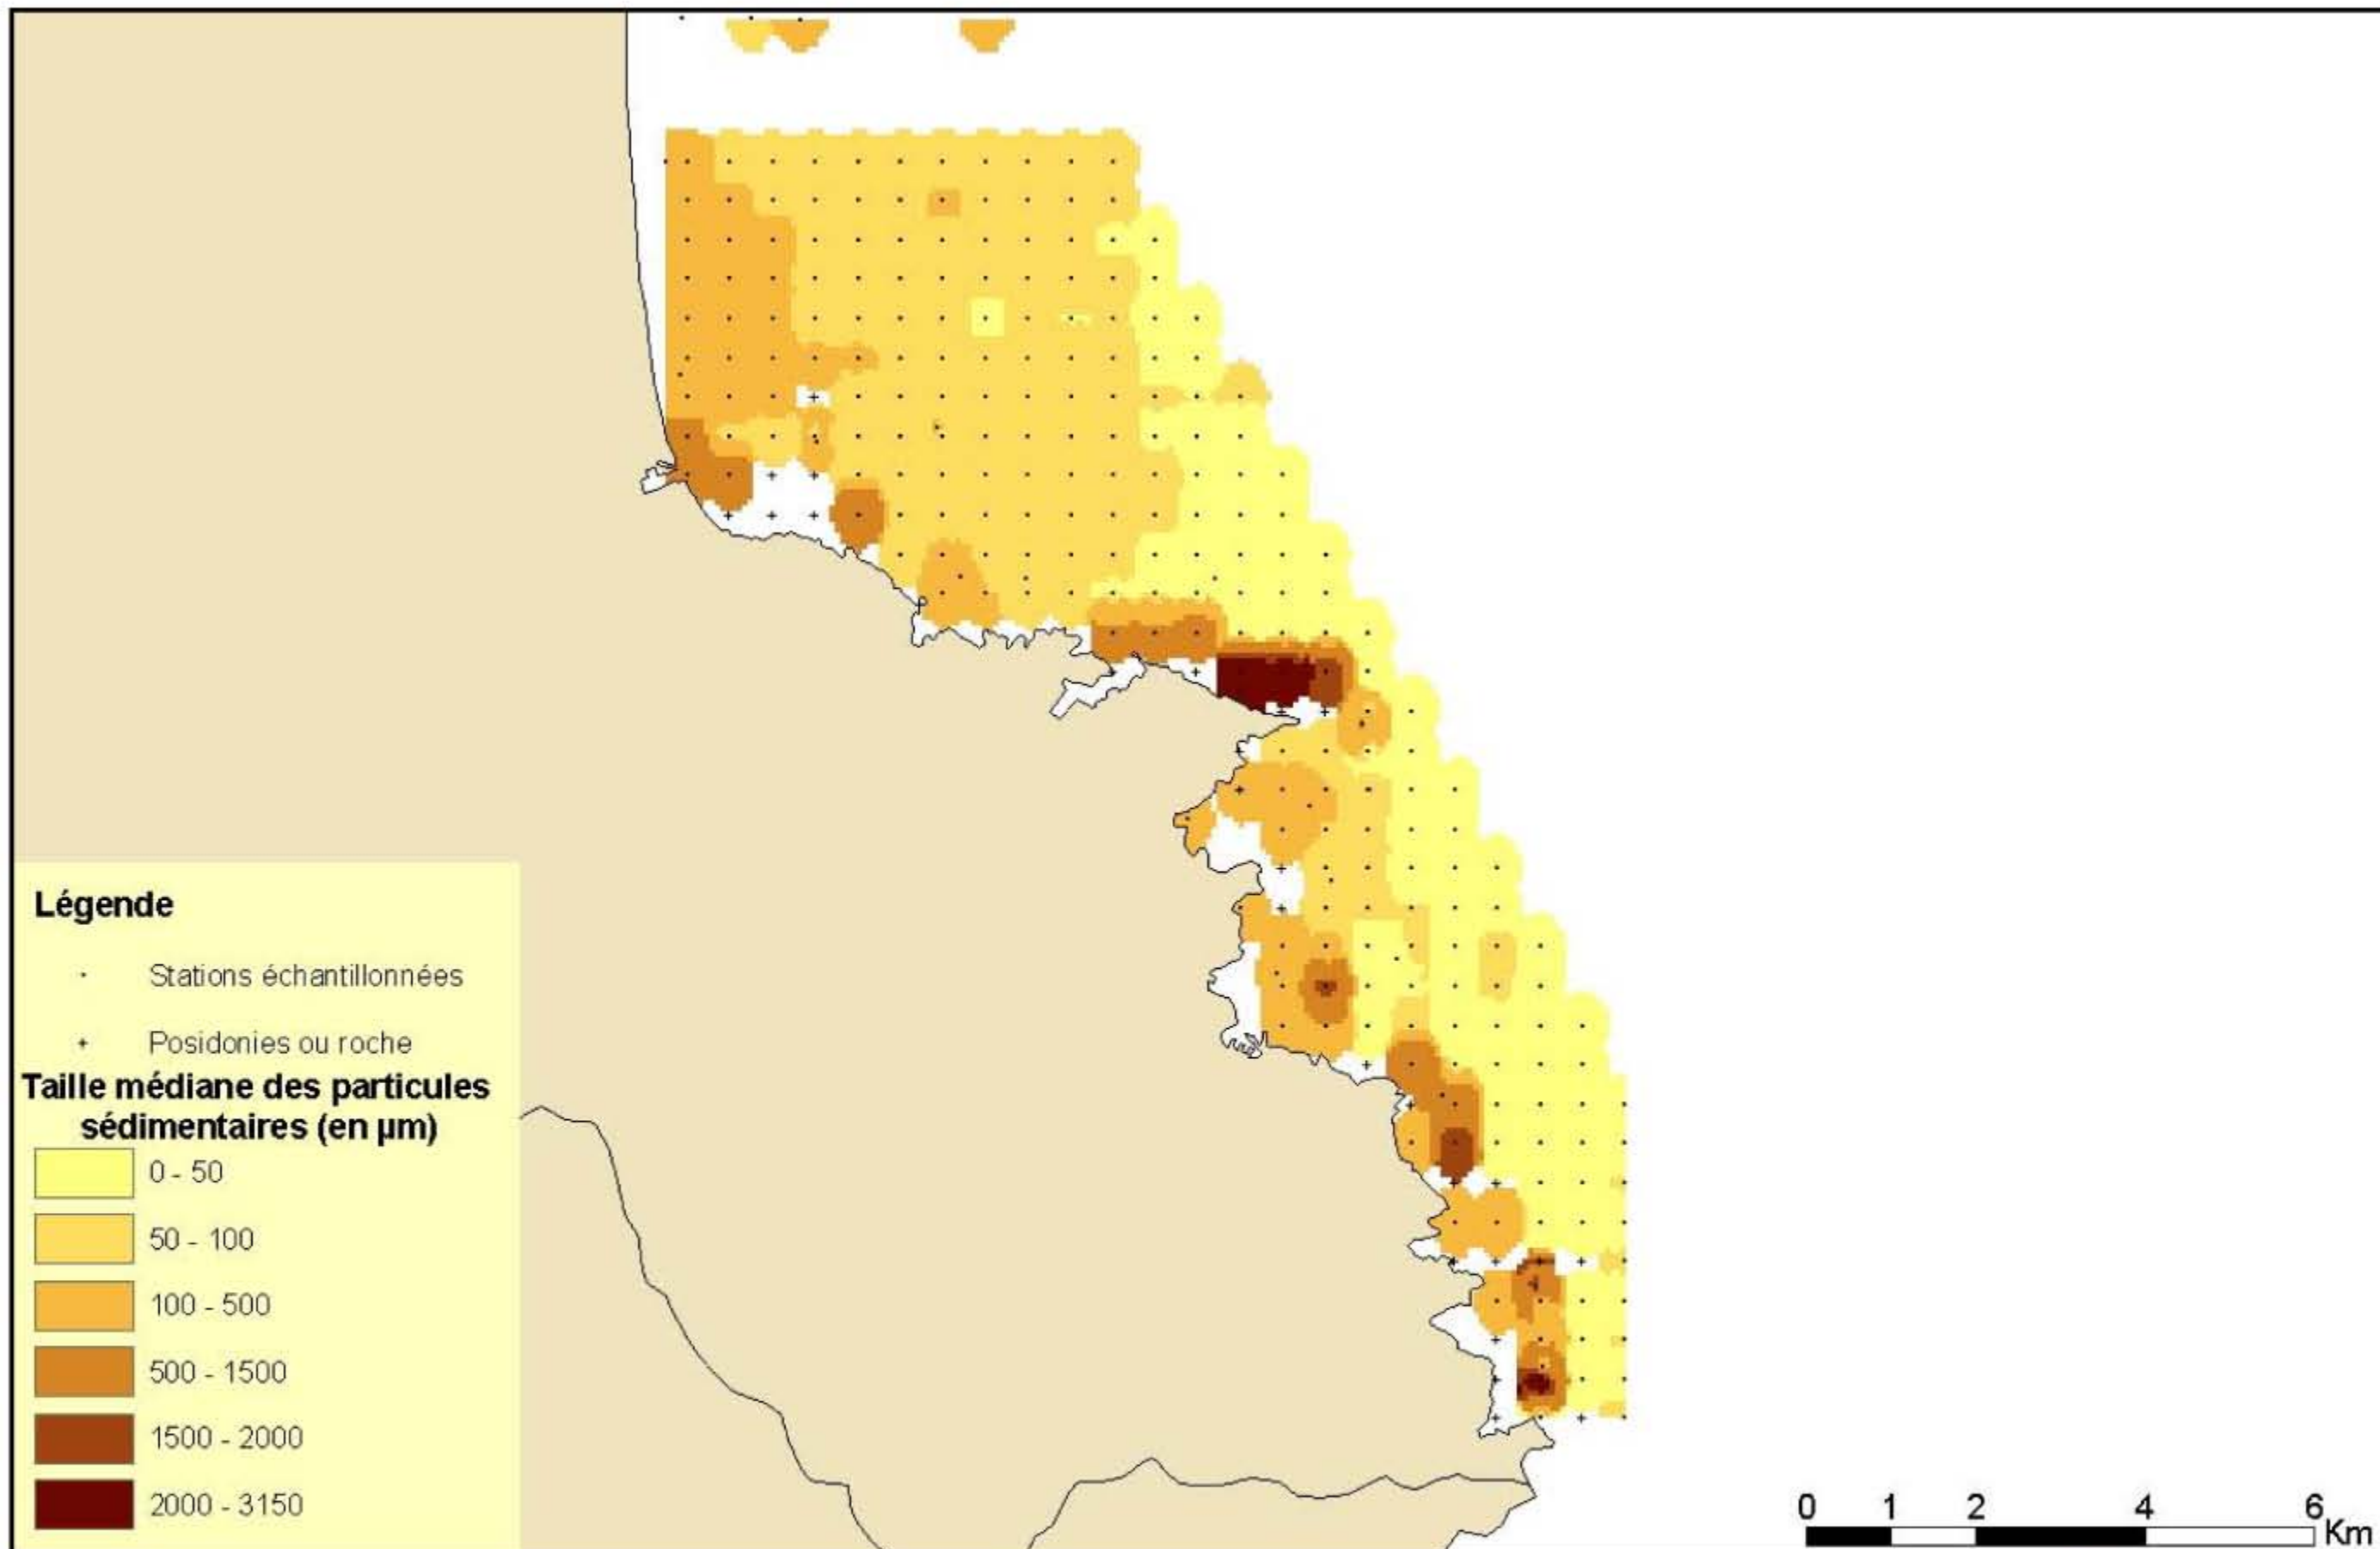 Légende
Stations échantillonnées
Posidonies ou roche
Taille médiane des particules
sédimentaires (en µm)
0 - 50
50 - 100
100 - 500
500 - 1500
1500 - 2000
2000 - 3150
0 1 2 4 6
Km